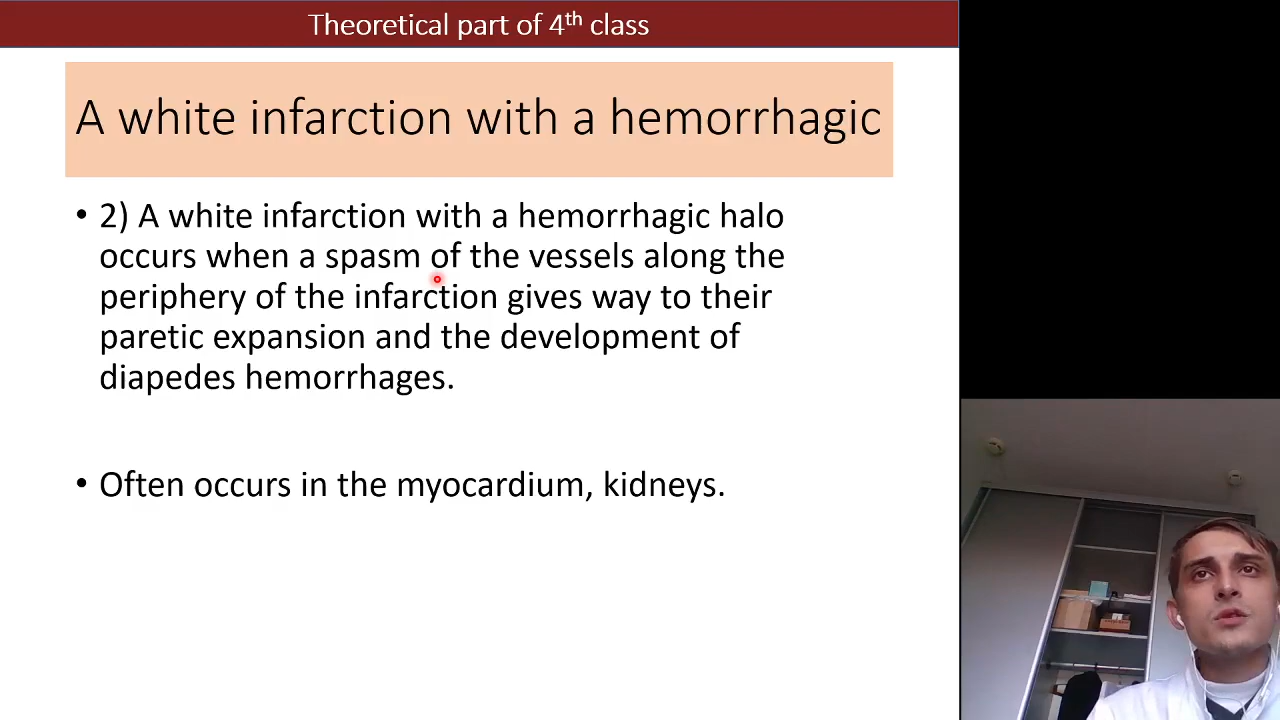 Theoretical part of 4th class
A white infarction with a hemorrhagic
• 2) A white infarction with a hemorrhagic halo
occurs when a spasm of the vessels along the
periphery of the infarction gives way to their
paretic expansion and the development of
diapedes hemorrhages.
• Often occurs in the myocardium, kidneys.